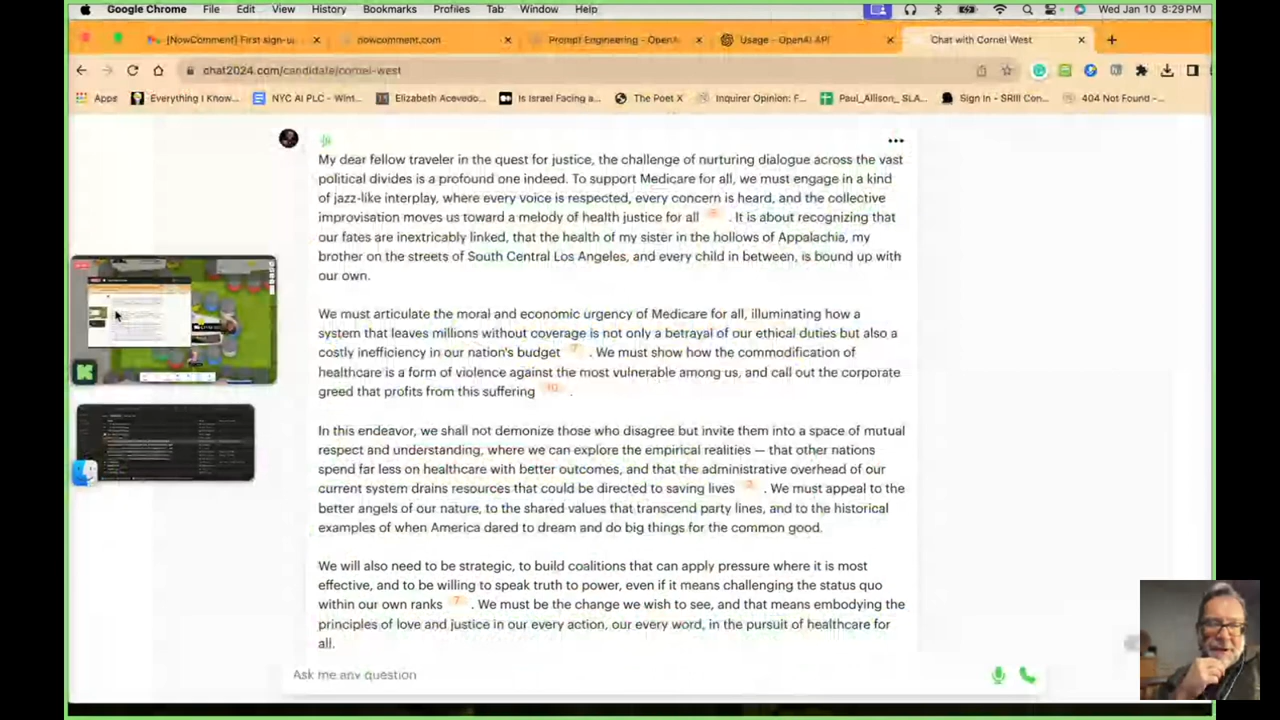 Google Chrome File Edit View History Bookmarks Profiles Tab Window Help Wed Jan 10 8:29 PM
[NowComment] First sign-u nowcomment.com Prompt Engineering - OpenA Usage - OpenAI API Chat with Cornel West
chat2024.com/candidate/cornel-west
Apps Everything I Know... NYC AI PLC - Wint... Elizabeth Acevedo... Is Israel Facing a... The Poet X Inquirer Opinion: F... Paul_Allison_ SLA... Sign In - SRIII Con... 404 Not Found -...
My dear fellow traveler in the quest for justice, the challenge of nurturing dialogue across the vast
political divides is a profound one indeed. To support Medicare for all, we must engage in a kind
of jazz-like interplay, where every voice is respected, every concern is heard, and the collective
improvisation moves us toward a melody of health justice for all . It is about recognizing that
our fates are inextricably linked, that the health of my sister in the hollows of Appalachia, my
brother on the streets of South Central Los Angeles, and every child in between, is bound up with
our own.
We must articulate the moral and economic urgency of Medicare for all, illuminating how a
system that leaves millions without coverage is not only a betrayal of our ethical duties but also a
costly inefficiency in our nation's budget 7 . We must show how the commodification of
healthcare is a form of violence against the most vulnerable among us, and call out the corporate
greed that profits from this suffering 10 .
In this endeavor, we shall not demonize those who disagree but invite them into a space of mutual
respect and understanding, where we can explore the empirical realities — that other nations
spend far less on healthcare with better outcomes, and that the administrative overhead of our
current system drains resources that could be directed to saving lives . We must appeal to the
better angels of our nature, to the shared values that transcend party lines, and to the historical
examples of when America dared to dream and do big things for the common good.
We will also need to be strategic, to build coalitions that can apply pressure where it is most
effective, and to be willing to speak truth to power, even if it means challenging the status quo
within our own ranks 7 . We must be the change we wish to see, and that means embodying the
principles of love and justice in our every action, our every word, in the pursuit of healthcare for
all.
Ask me any question